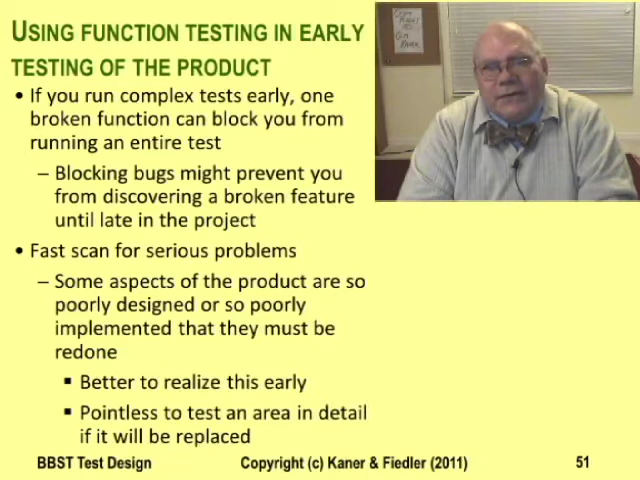 USING FUNCTION TESTING IN EARLY
TESTING OF THE PRODUCT
• If you run complex tests early, one
broken function can block you from
running an entire test
– Blocking bugs might prevent you
from discovering a broken feature
until late in the project
• Fast scan for serious problems
– Some aspects of the product are so
poorly designed or so poorly
implemented that they must be
redone
▪ Better to realize this early
▪ Pointless to test an area in detail
if it will be replaced
BBST Test Design Copyright (c) Kaner & Fiedler (2011) 51